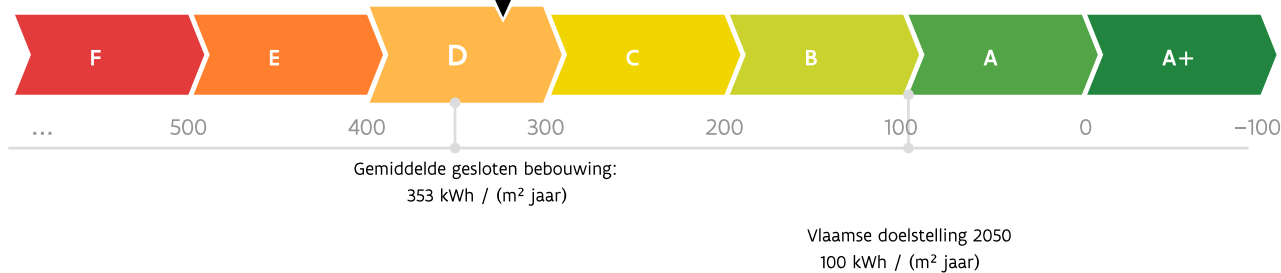 F E D C B A A+
... 500 400 300 200 100 0 –100
Gemiddelde gesloten bebouwing:
353 kWh / (m² jaar)
Vlaamse doelstelling 2050
100 kWh / (m² jaar)